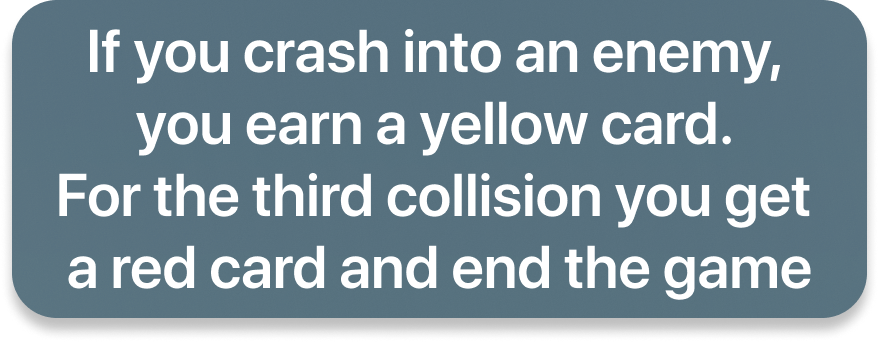 If you crash into an enemy,
you earn a yellow card.
For the third collision you get
a red card and end the game